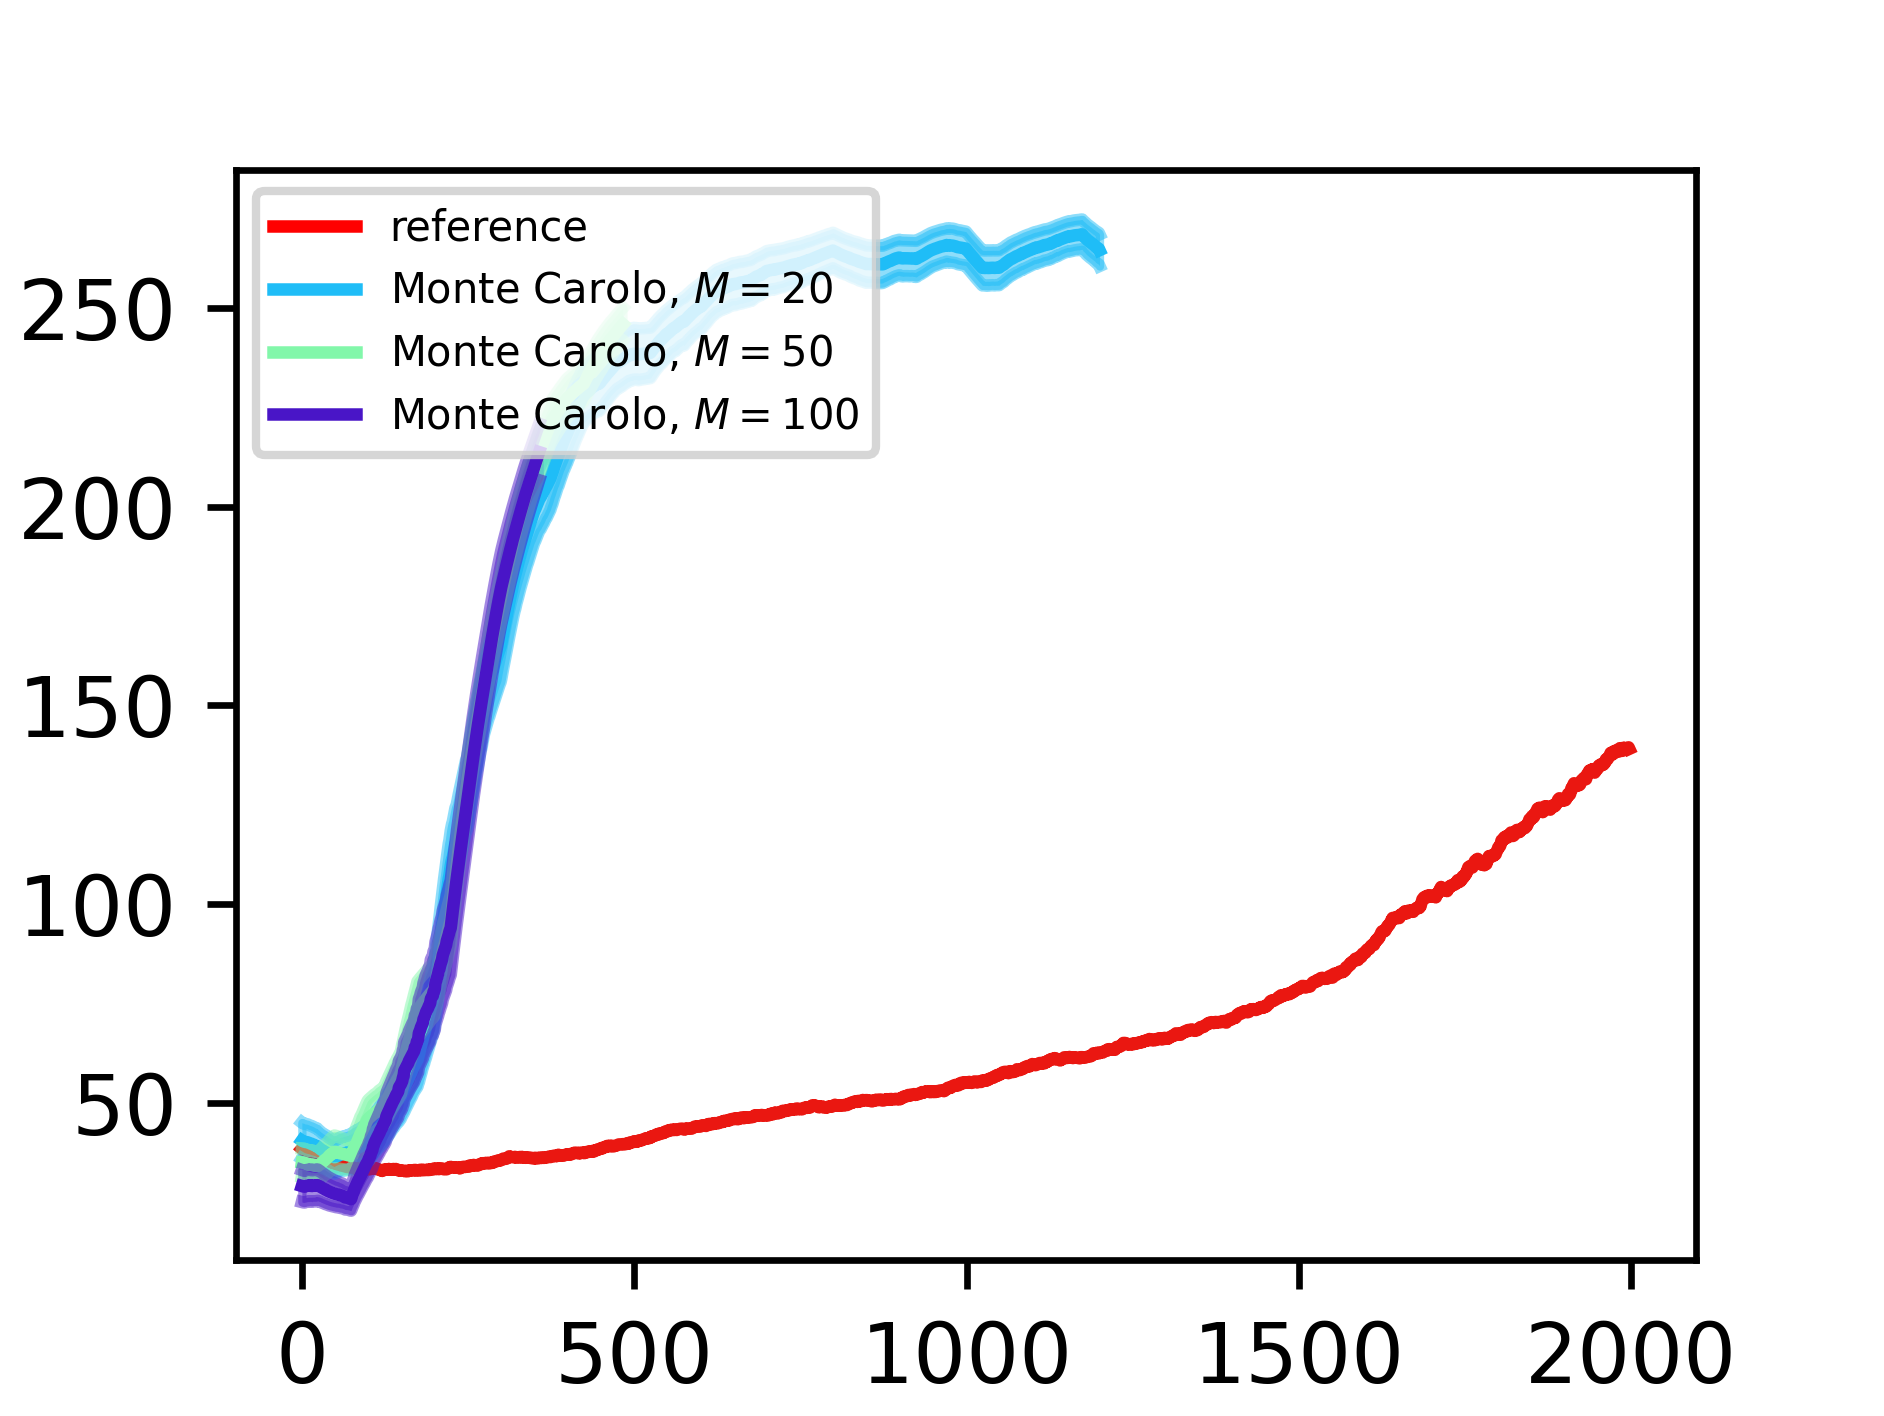 reference
Monte Carolo, M = 20
Monte Carolo, M = 50
Monte Carolo, M = 100
250
200
150
100
50
0 500 1000 1500 2000